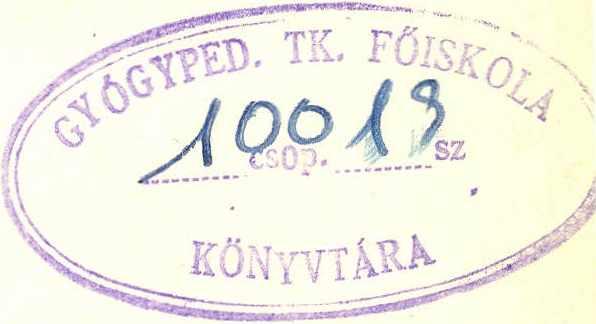 GYÓGYPED. TK. FŐISKOLA
10019
csop. sz
KÖNYVTÁRA